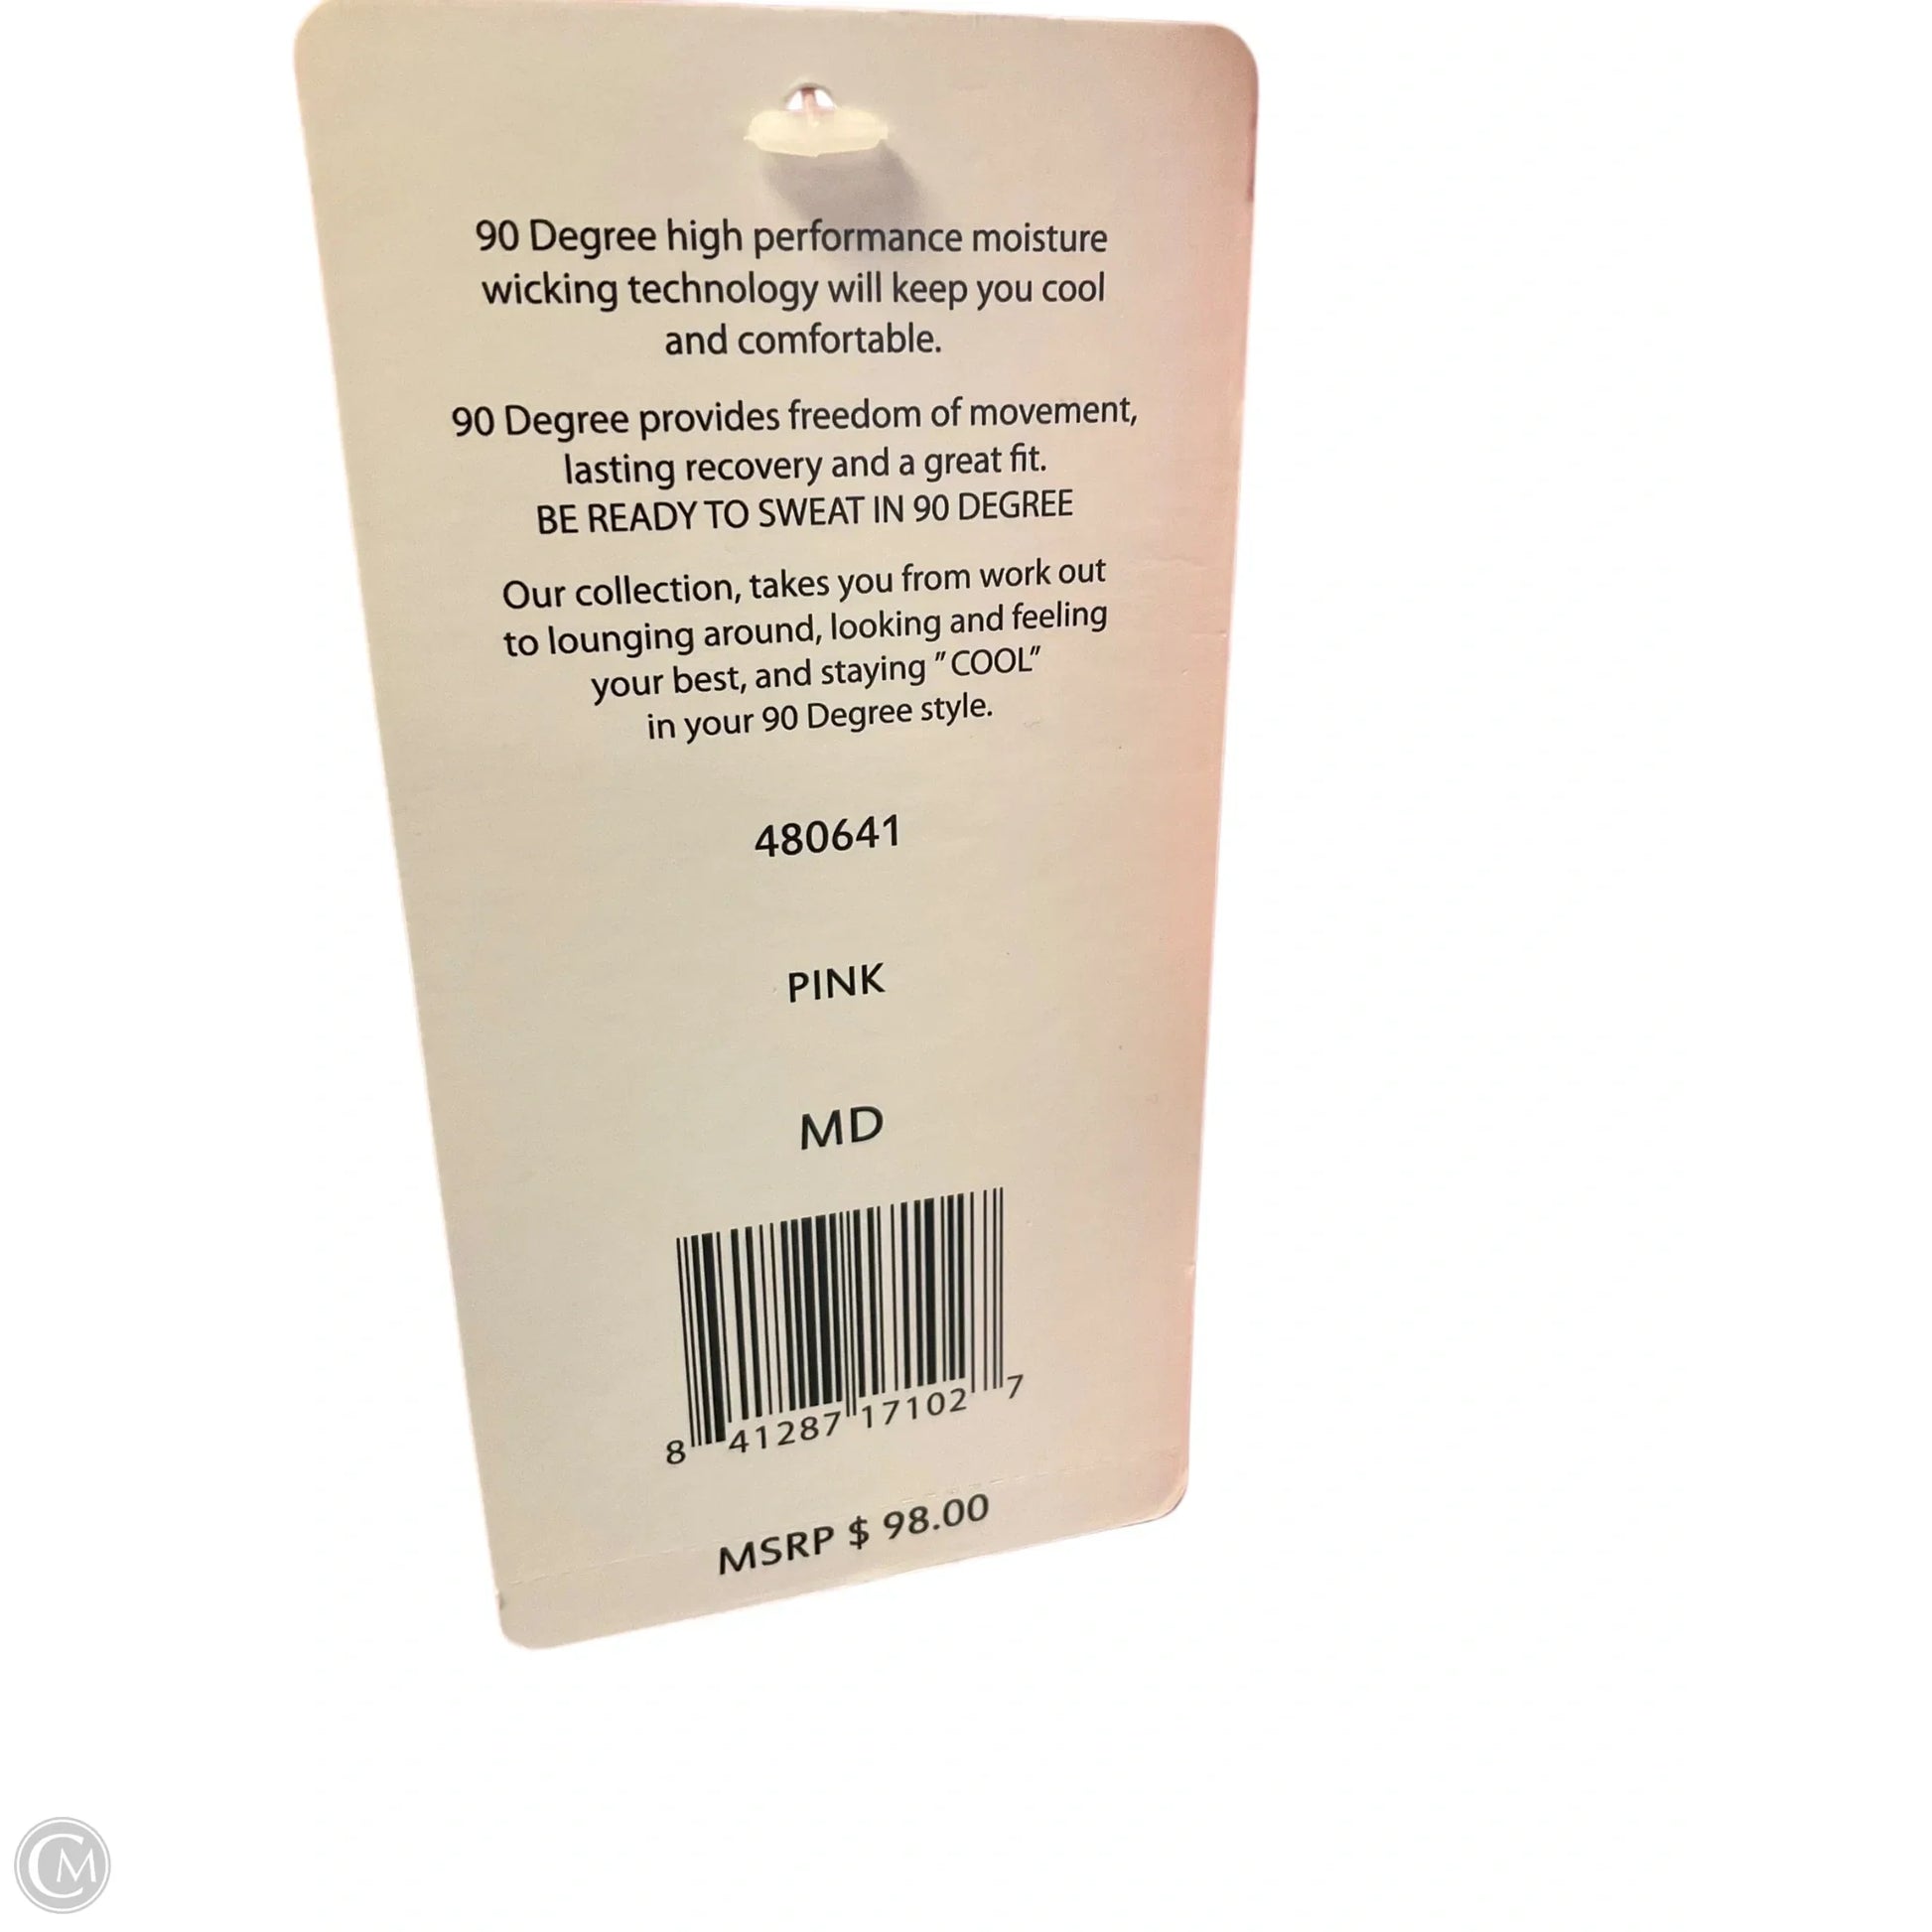 90 Degree high performance moisture
wicking technology will keep you cool
and comfortable.
90 Degree provides freedom of movement,
lasting recovery and a great fit.
BE READY TO SWEAT IN 90 DEGREE
Our collection, takes you from work out
to lounging around, looking and feeling
your best, and staying "COOL"
in your 90 Degree style.
480641
PINK
MD
8 41287 17102 7
MSRP $ 98.00
CM